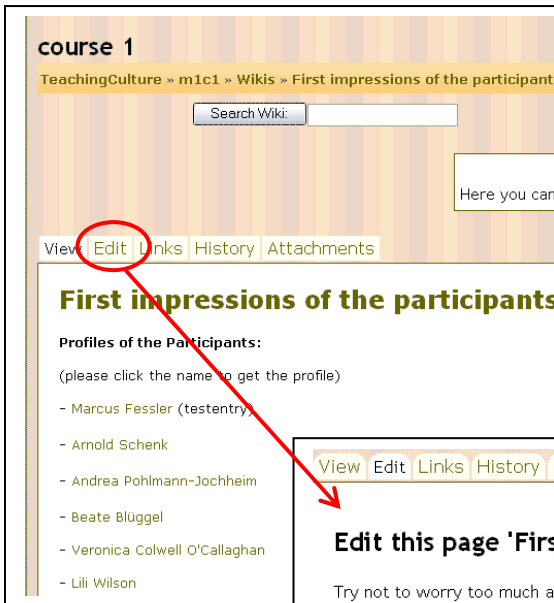 course 1
TeachingCulture » m1c1 » Wikis » First impressions of the participant
Search Wiki:
Here you can
View Edit Links History Attachments
First impressions of the participants
Profiles of the Participants:
(please click the name to get the profile)
- Marcus Fessler (testentry)
- Arnold Schenk
- Andrea Pohlmann-Jochheim
- Beate Blüggel
- Veronica Colwell O'Callaghan
- Lili Wilson
View Edit Links History
Edit this page 'Firs
Try not to worry too much a